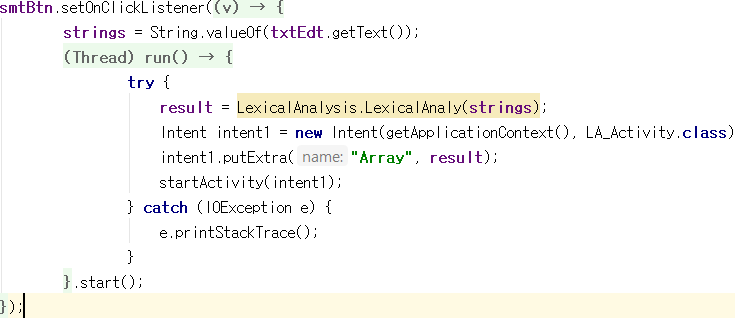 smtBtn.setOnClickListener((v) → {
strings = String.valueOf(txtEdt.getText());
(Thread) run() → {
try {
result = LexicalAnalysis.LexicalAnaly(strings);
Intent intent1 = new Intent(getApplicationContext(), LA_Activity.class)
intent1.putExtra( name: "Array", result);
startActivity(intent1);
} catch (IOException e) {
e.printStackTrace();
}
}.start();
});